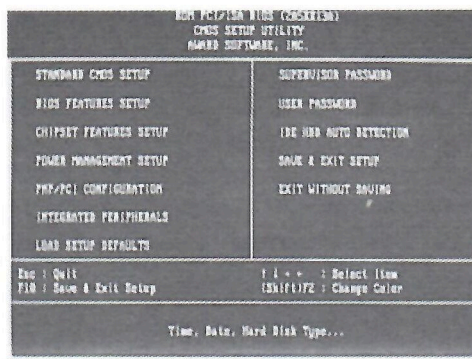 ROM PCI/ISA BIOS
CMOS SETUP UTILITY
AWARD SOFTWARE, INC.
STANDARD CMOS SETUP
BIOS FEATURES SETUP
CHIPSET FEATURES SETUP
POWER MANAGEMENT SETUP
PNP/PCI CONFIGURATION
INTEGRATED PERIPHERALS
LOAD SETUP DEFAULTS
SUPERVISOR PASSWORD
USER PASSWORD
IDE HDD AUTO DETECTION
SAVE & EXIT SETUP
EXIT WITHOUT SAVING
Esc : Quit
F10 : Save & Exit Setup
: Select Item
(Shift)F2 : Change Color
Time, Date, Hard Disk Type...